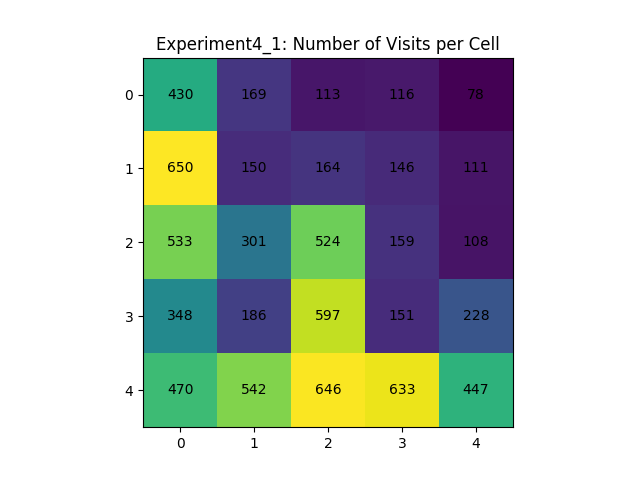 Experiment4_1: Number of Visits per Cell
0 430 169 113 116 78
1 650 150 164 146 111
2 533 301 524 159 108
3 348 186 597 151 228
4 470 542 646 633 447
0 1 2 3 4